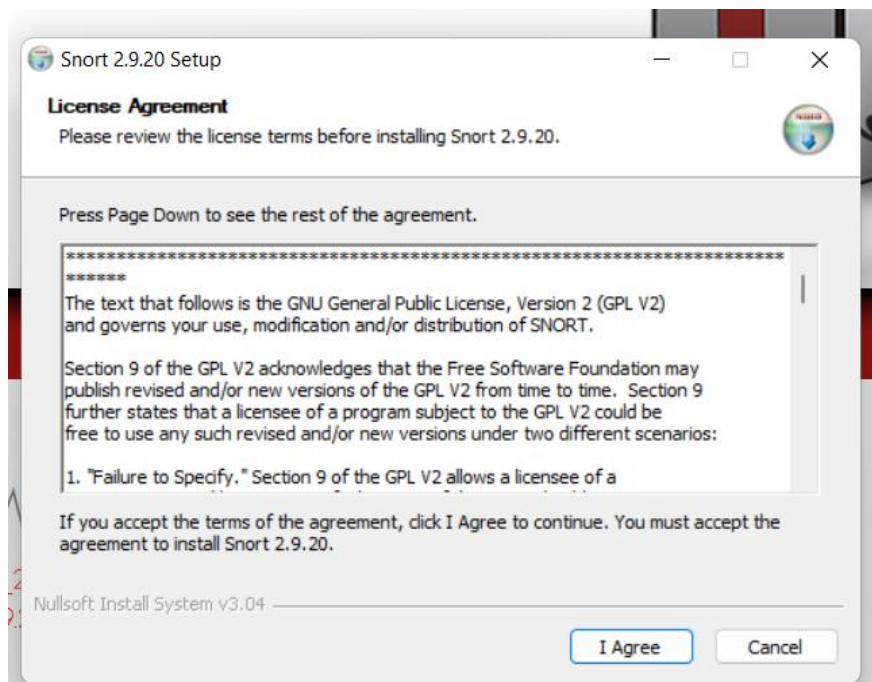 Snort 2.9.20 Setup
License Agreement
Please review the license terms before installing Snort 2.9.20.
Press Page Down to see the rest of the agreement.
******************************************************************************
******
The text that follows is the GNU General Public License, Version 2 (GPL V2)
and governs your use, modification and/or distribution of SNORT.
Section 9 of the GPL V2 acknowledges that the Free Software Foundation may
publish revised and/or new versions of the GPL V2 from time to time.  Section 9
further states that a licensee of a program subject to the GPL V2 could be
free to use any such revised and/or new versions under two different scenarios:
1. "Failure to Specify." Section 9 of the GPL V2 allows a licensee of a
If you accept the terms of the agreement, click I Agree to continue. You must accept the
agreement to install Snort 2.9.20.
Nullsoft Install System v3.04
I Agree
Cancel